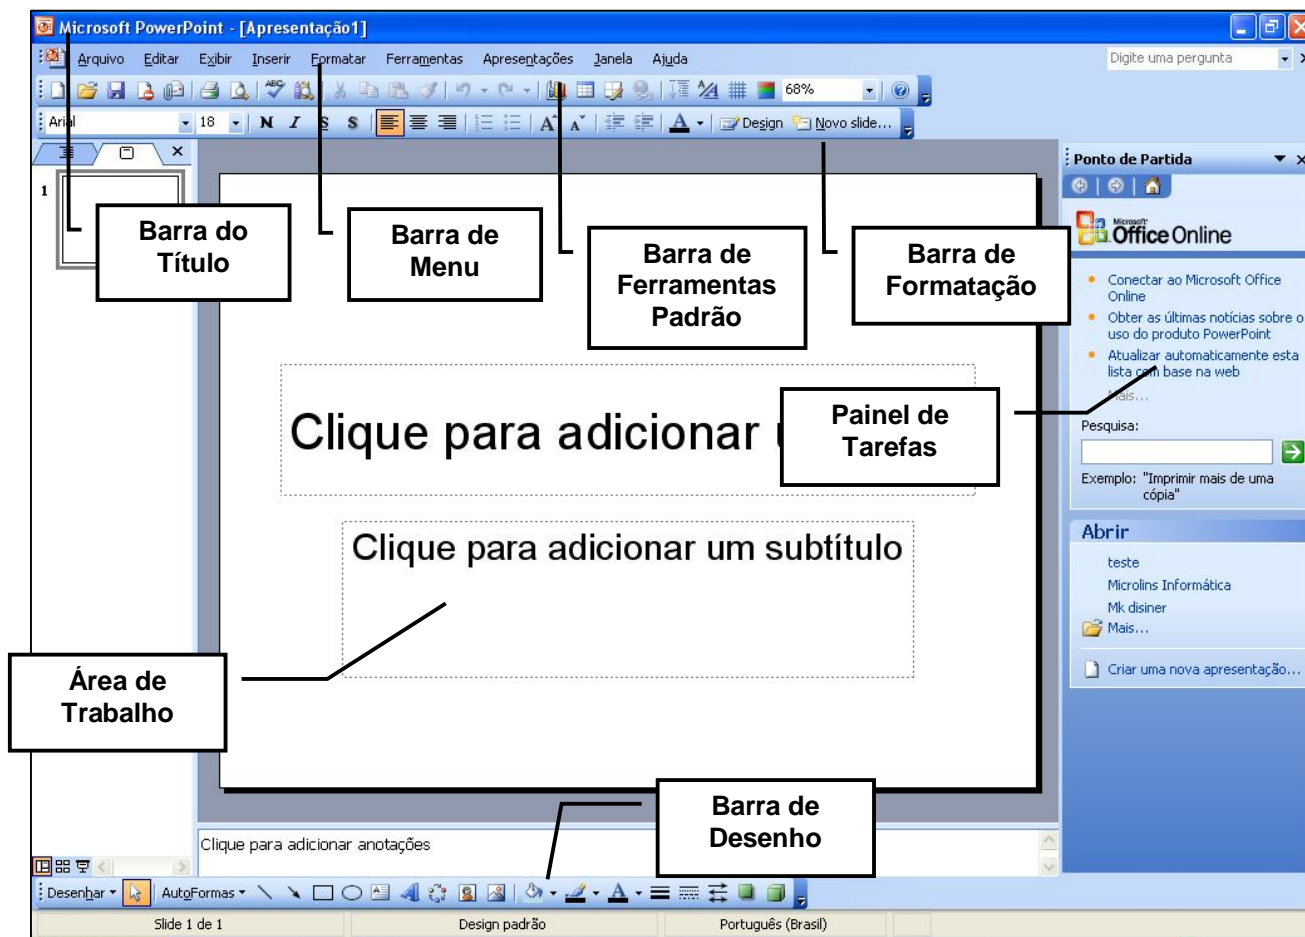 Microsoft PowerPoint - [Apresentação1]
Arquivo Editar Exibir Inserir Formatar Ferramentas Apresentações Janela Ajuda
Digite uma pergunta
ABC
68%
Arial
18
N I S S
A A
A
Design
Novo slide...
1
Barra do
Título
Barra de
Menu
Barra de
Ferramentas
Padrão
Barra de
Formatação
Ponto de Partida
Microsoft
Office Online
Conectar ao Microsoft Office
Online
Obter as últimas notícias sobre o
uso do produto PowerPoint
Atualizar automaticamente esta
lista com base na web
Mais...
Pesquisa:
Exemplo: "Imprimir mais de uma
cópia"
Abrir
teste
Microlins Informática
Mk disiner
Mais...
Criar uma nova apresentação...
Clique para adicionar
Painel de
Tarefas
Clique para adicionar um subtítulo
Área de
Trabalho
Barra de
Desenho
Clique para adicionar anotações
Desenhar
AutoFormas
A
A
Slide 1 de 1
Design padrão
Português (Brasil)